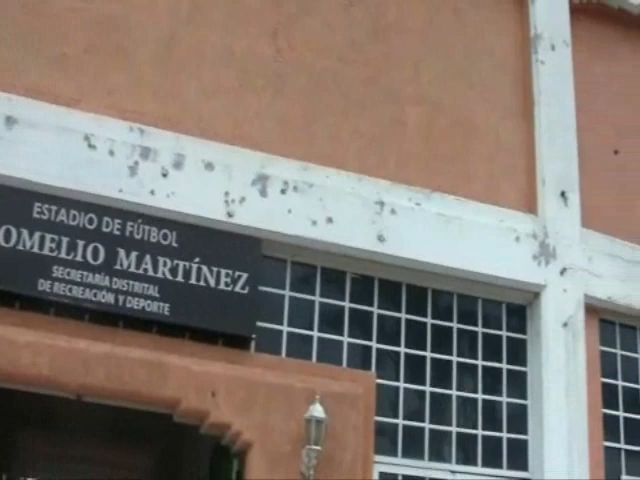 ESTADIO DE FÚTBOL
OMELIO MARTÍNEZ
SECRETARÍA DISTRITAL
DE RECREACIÓN Y DEPORTE